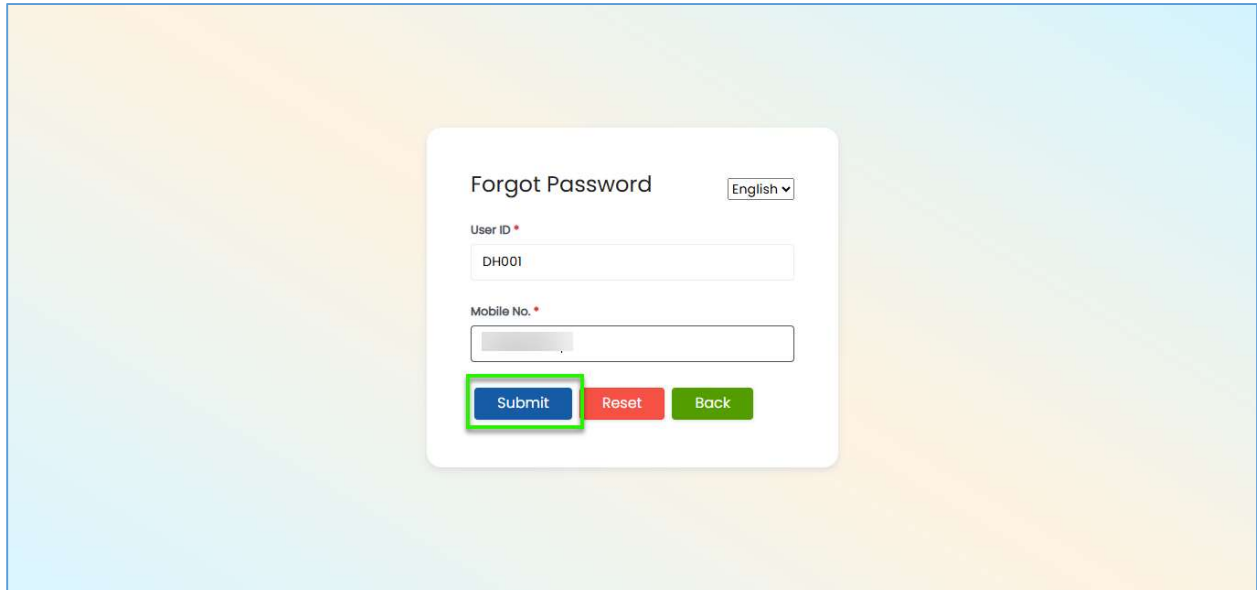 Forgot Password
English
User ID *
DH001
Mobile No. *
Submit Reset Back